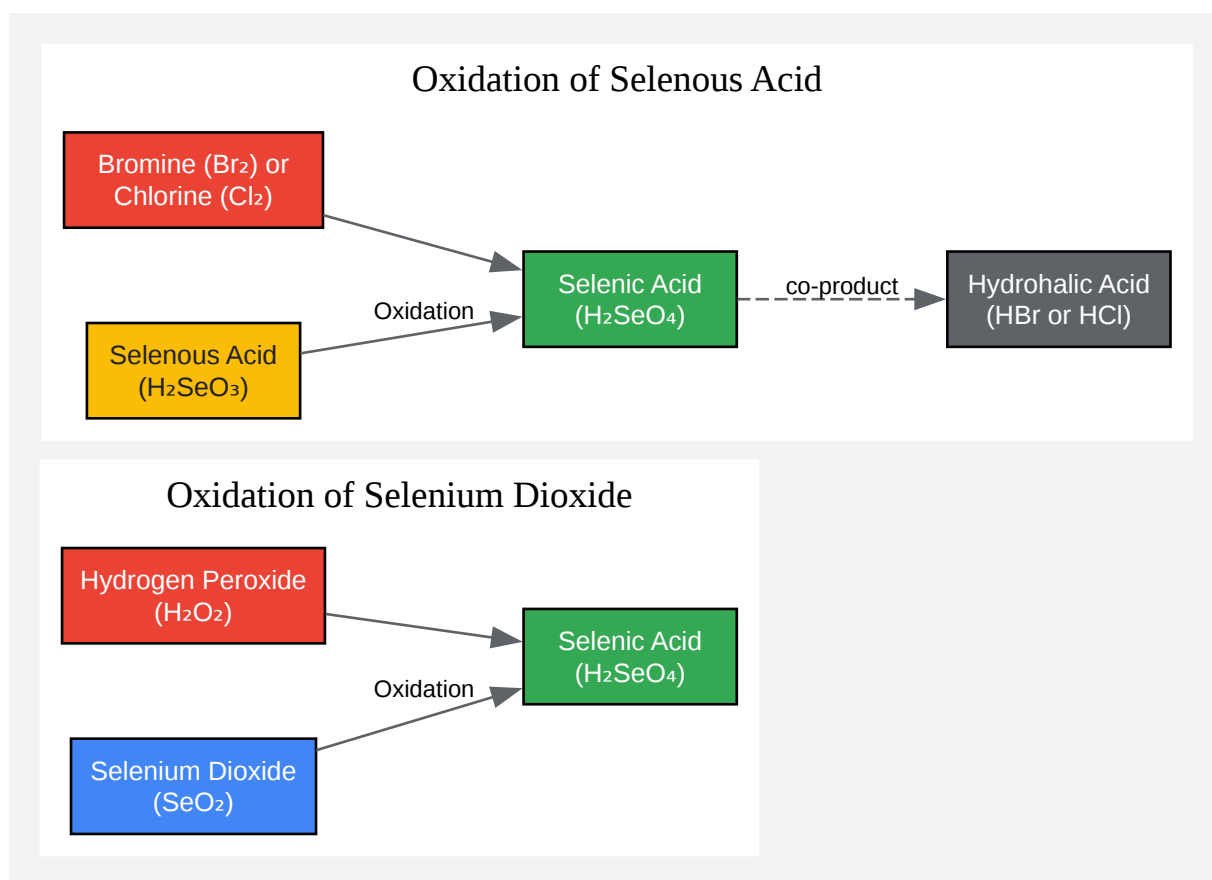 Oxidation of Selenous Acid
Bromine (Br₂) or
Chlorine (Cl₂)
Selenic Acid
(H₂SeO₄)
co-product
Hydrohalic Acid
(HBr or HCl)
Oxidation
Selenous Acid
(H₂SeO₃)
Oxidation of Selenium Dioxide
Hydrogen Peroxide
(H₂O₂)
Selenic Acid
(H₂SeO₄)
Oxidation
Selenium Dioxide
(SeO₂)